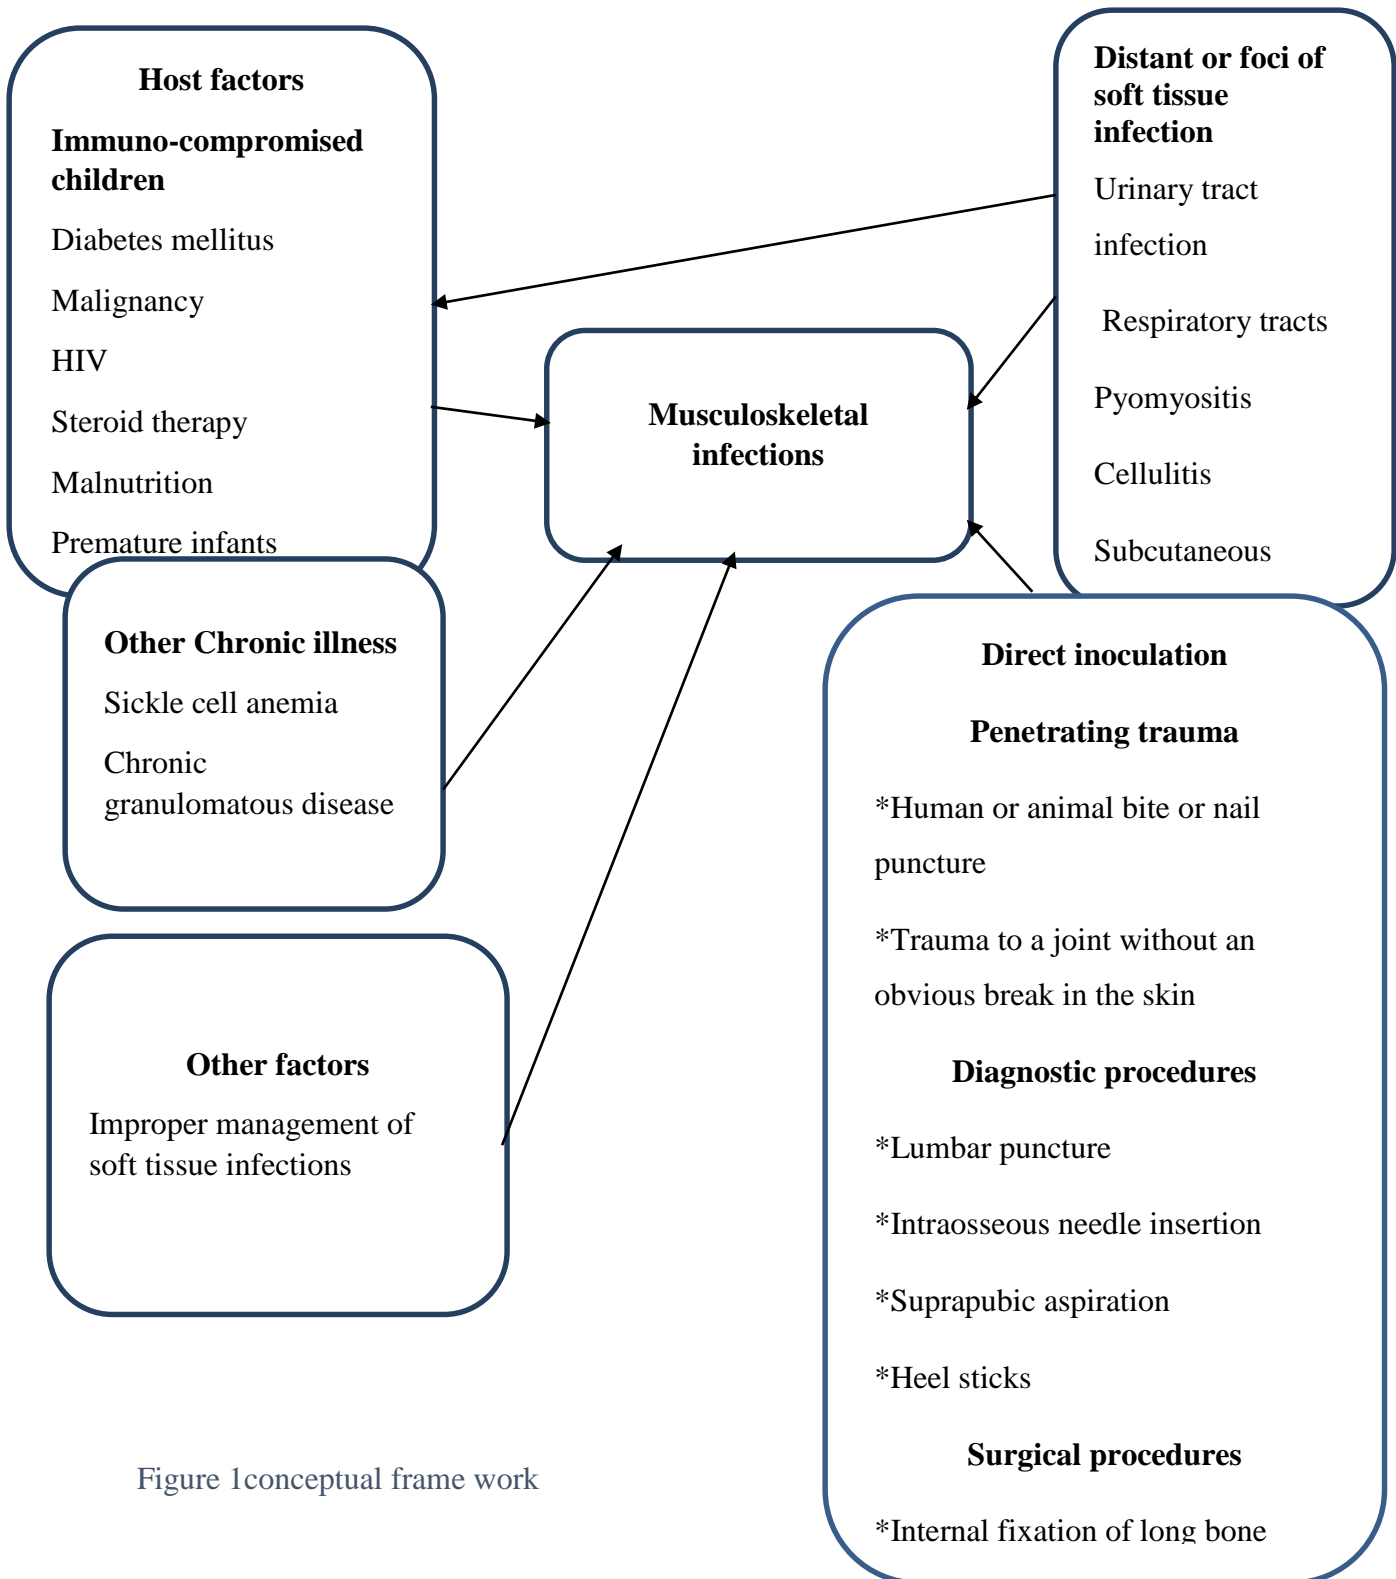 Host factors
Immuno-compromised
children
Diabetes mellitus
Malignancy
HIV
Steroid therapy
Malnutrition
Premature infants
Other Chronic illness
Sickle cell anemia
Chronic
granulomatous disease
Other factors
Improper management of
soft tissue infections
Musculoskeletal
infections
Distant or foci of
soft tissue
infection
Urinary tract
infection
Respiratory tracts
Pyomyositis
Cellulitis
Subcutaneous
Direct inoculation
Penetrating trauma
*Human or animal bite or nail
puncture
*Trauma to a joint without an
obvious break in the skin
Diagnostic procedures
*Lumbar puncture
*Intraosseous needle insertion
*Suprapubic aspiration
*Heel sticks
Surgical procedures
*Internal fixation of long bone
Figure 1conceptual frame work